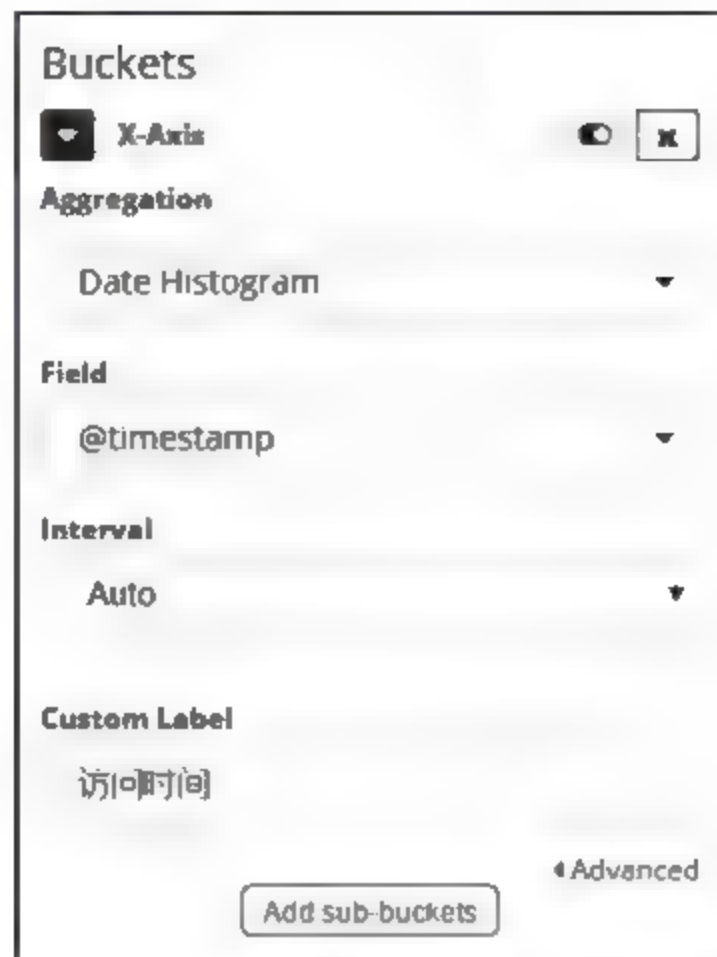 Buckets
X-Axis
Aggregation
Date Histogram
Field
@timestamp
Interval
Auto
Custom Label
访问时间
Advanced
Add sub-buckets